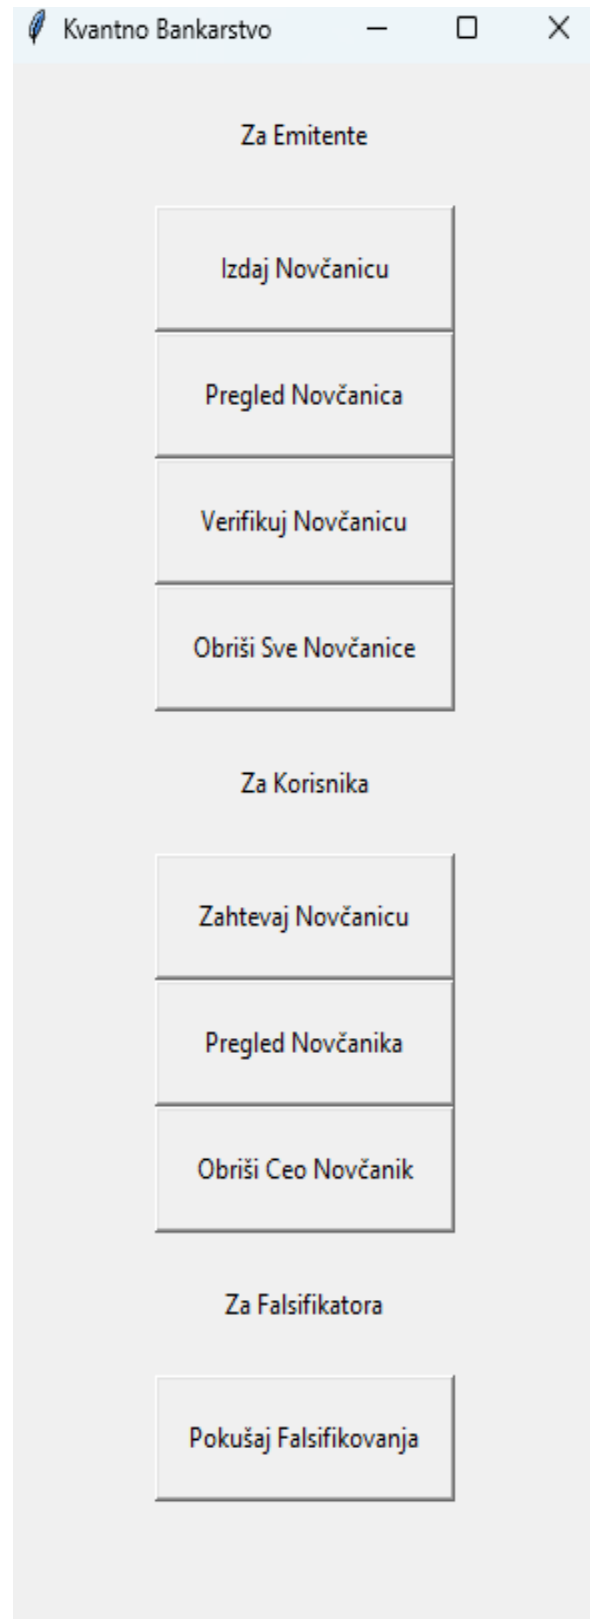 Kvantno Bankarstvo
Za Emitente
Izdaj Novčanicu
Pregled Novčanica
Verifikuj Novčanicu
Obriši Sve Novčanice
Za Korisnika
Zahtevaj Novčanicu
Pregled Novčanika
Obriši Ceo Novčanik
Za Falsifikatora
Pokušaj Falsifikovanja